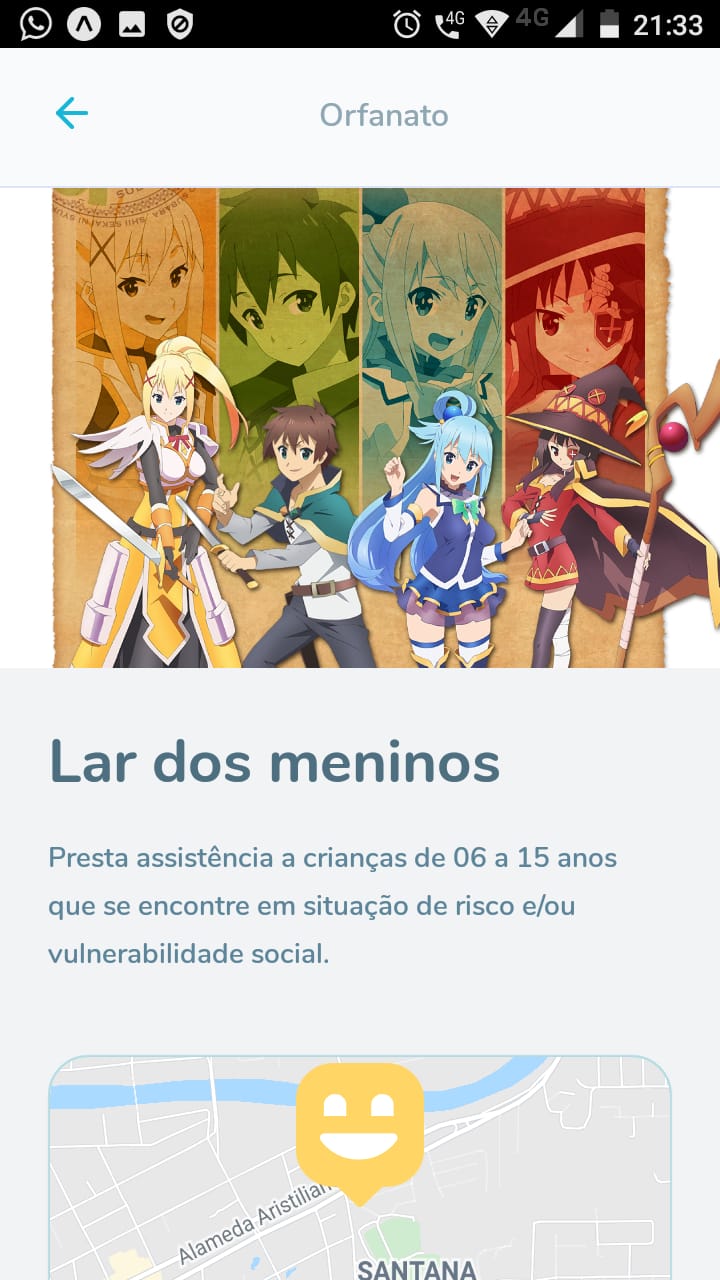 4G 4G 21:33
Orfanato
Lar dos meninos
Presta assistência a crianças de 06 a 15 anos
que se encontre em situação de risco e/ou
vulnerabilidade social.
Alameda Aristilian
SANTANA